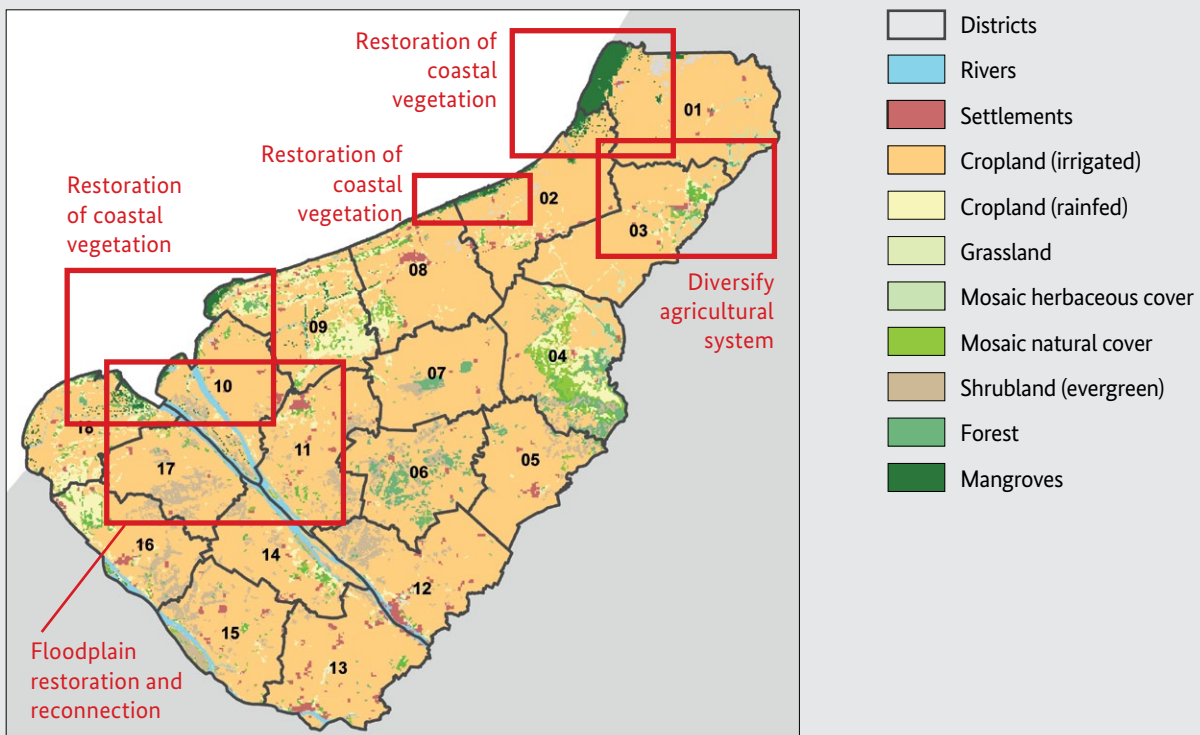 Restoration of
coastal
vegetation
Restoration of
coastal
vegetation
Restoration
of coastal
vegetation
Diversify
agricultural
system
Floodplain
restoration and
reconnection
01
02
03
08
09
04
10
07
18
11
17
06
05
16
14
12
15
13
Districts
Rivers
Settlements
Cropland (irrigated)
Cropland (rainfed)
Grassland
Mosaic herbaceous cover
Mosaic natural cover
Shrubland (evergreen)
Forest
Mangroves